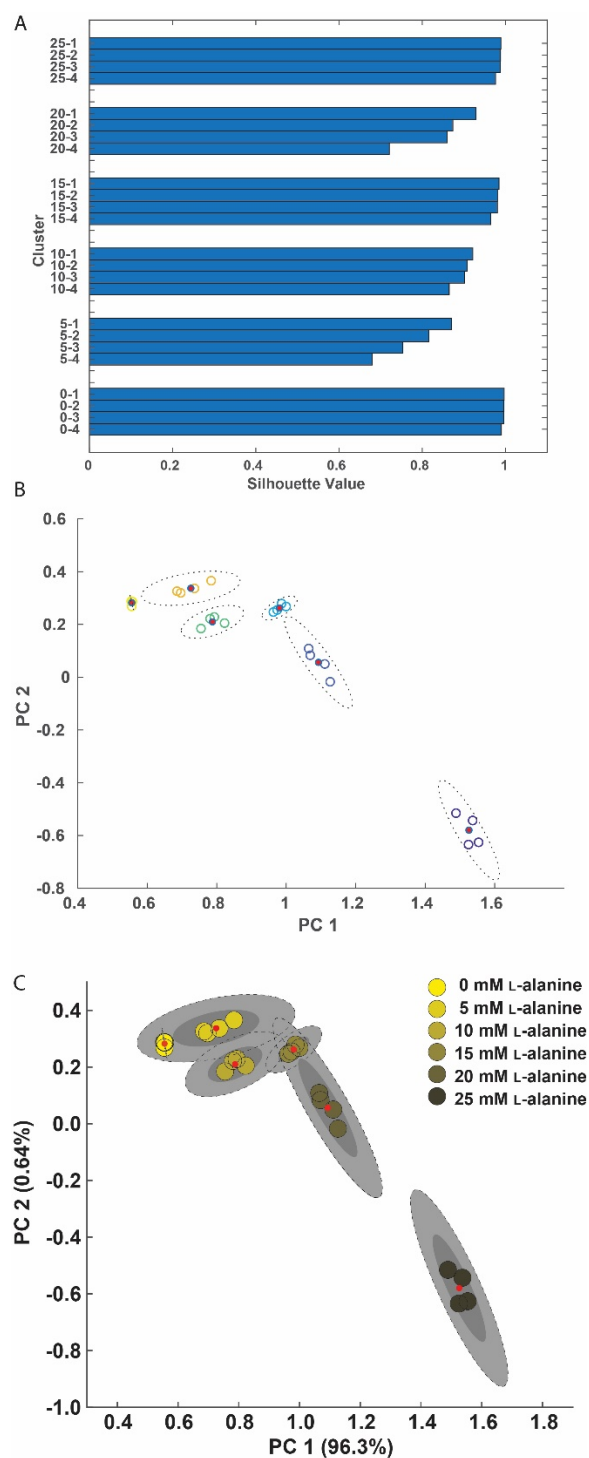 A
25-1
25-2
25-3
25-4
20-1
20-2
20-3
20-4
15-1
15-2
15-3
15-4
10-1
10-2
10-3
10-4
5-1
5-2
5-3
5-4
0-1
0-2
0-3
0-4
Cluster
0 0.2 0.4 0.6 0.8 1
Silhouette Value
B
0.6
0.4
0.2
0
-0.2
-0.4
-0.6
-0.8
PC 2
0.4 0.6 0.8 1 1.2 1.4 1.6
PC 1
C
0 mM L-alanine
5 mM L-alanine
10 mM L-alanine
15 mM L-alanine
20 mM L-alanine
25 mM L-alanine
0.4
0.2
0.0
-0.2
-0.4
-0.6
-0.8
-1.0
PC 2 (0.64%)
0.4 0.6 0.8 1.0 1.2 1.4 1.6 1.8
PC 1 (96.3%)